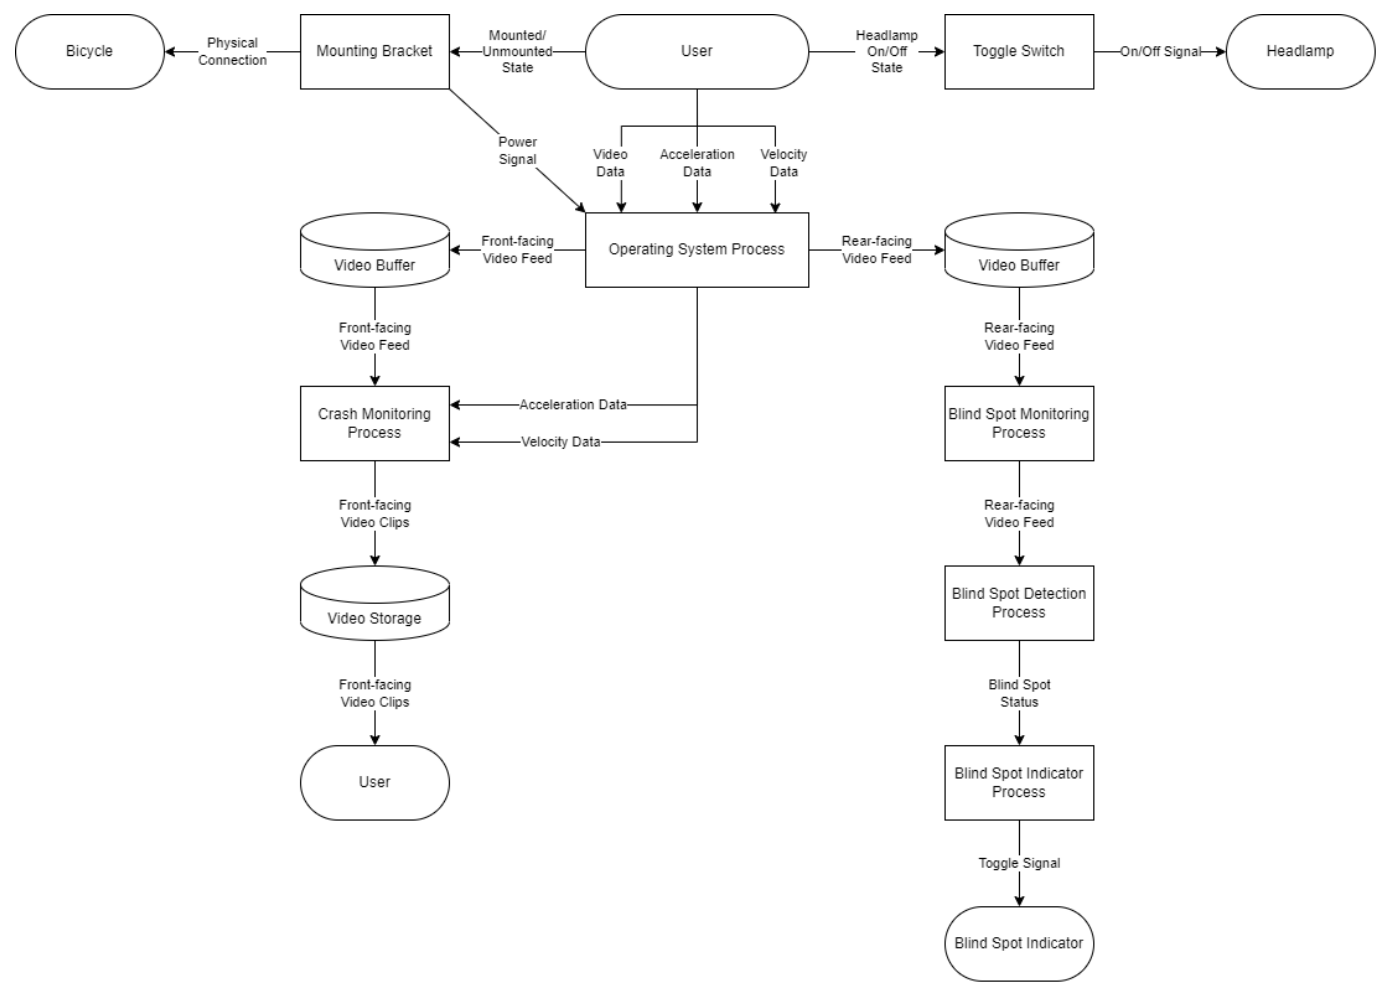 Bicycle
Physical
Connection
Mounting Bracket
Mounted/
Unmounted
State
User
Headlamp
On/Off
State
Toggle Switch
On/Off Signal
Headlamp
Power
Signal
Video
Data
Acceleration
Data
Velocity
Data
Video Buffer
Front-facing
Video Feed
Operating System Process
Rear-facing
Video Feed
Video Buffer
Front-facing
Video Feed
Rear-facing
Video Feed
Crash Monitoring
Process
Acceleration Data
Velocity Data
Blind Spot Monitoring
Process
Front-facing
Video Clips
Rear-facing
Video Feed
Video Storage
Blind Spot Detection
Process
Front-facing
Video Clips
Blind Spot
Status
User
Blind Spot Indicator
Process
Toggle Signal
Blind Spot Indicator